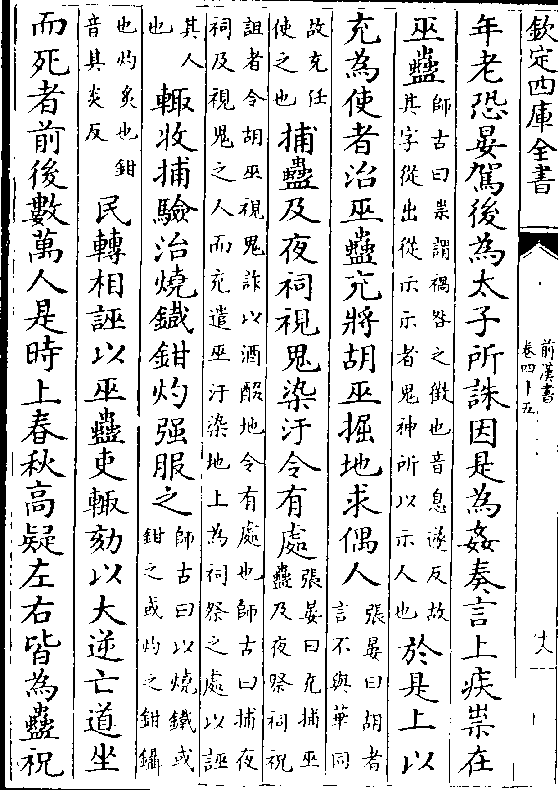 欽定四庫全書
前漢書
卷四十五
十八
年老恐晏駕後為太子所誅因是為姦奏言上疾祟在
巫蠱師古曰祟謂禍咎之徵也音息遂反故
其字從出從示示者鬼神所以示人也於是上以
充為使者治巫蠱充將胡巫掘地求偶人張晏曰胡者
言不與華同
故充任
使之也捕蠱及夜祠視鬼染汙令有處張晏曰充捕巫
蠱及夜祭祠祝
詛者令胡巫視鬼詐以酒酹地令有處也師古曰捕夜
祠及視鬼之人而充遣巫汙染地上為祠祭之處以誣
其人
也輙收捕驗治燒鐵鉗灼强服之師古曰以燒鐵或
鉗之或灼之鉗鑷
也灼炙也鉗
音其炎反民轉相誣以巫蠱吏輙劾以大逆亡道坐
而死者前後數萬人是時上春秋高疑左右皆為蠱祝